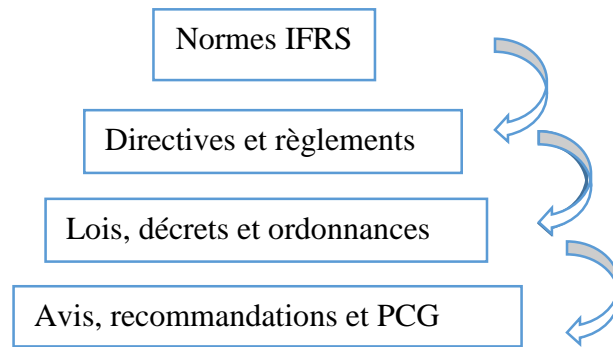 Normes IFRS
Directives et règlements
Lois, décrets et ordonnances
Avis, recommandations et PCG